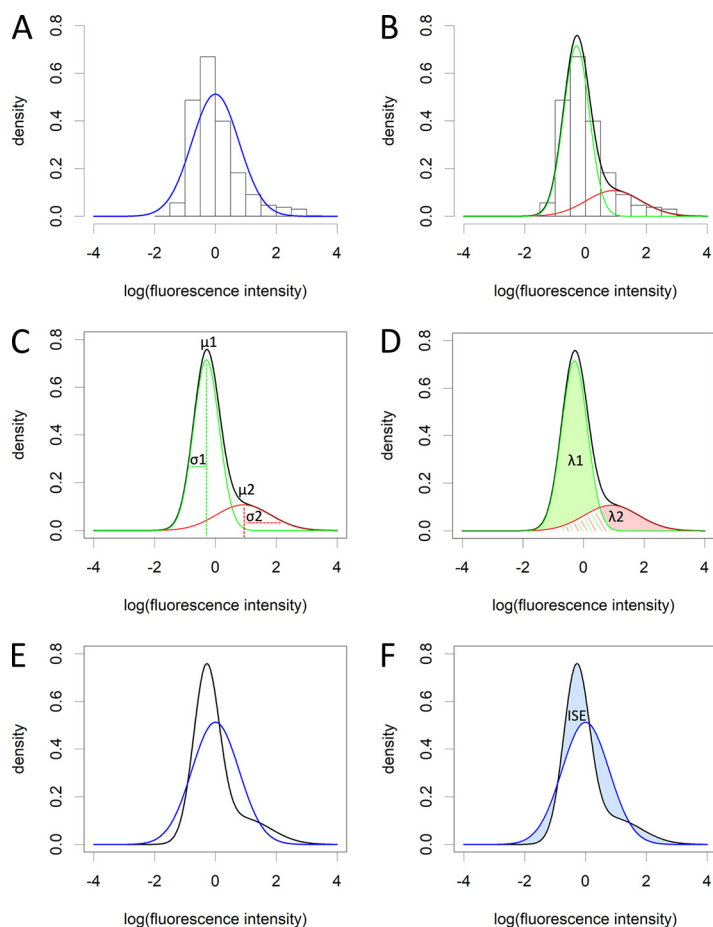 A
density
0.0 0.2 0.4 0.6 0.8
-4 -2 0 2 4
log(fluorescence intensity)
B
density
0.0 0.2 0.4 0.6 0.8
-4 -2 0 2 4
log(fluorescence intensity)
C
density
0.0 0.2 0.4 0.6 0.8
μ1
σ1
μ2
σ2
-4 -2 0 2 4
log(fluorescence intensity)
D
density
0.0 0.2 0.4 0.6 0.8
λ1
λ2
-4 -2 0 2 4
log(fluorescence intensity)
E
density
0.0 0.2 0.4 0.6 0.8
-4 -2 0 2 4
log(fluorescence intensity)
F
density
0.0 0.2 0.4 0.6 0.8
ISE
-4 -2 0 2 4
log(fluorescence intensity)